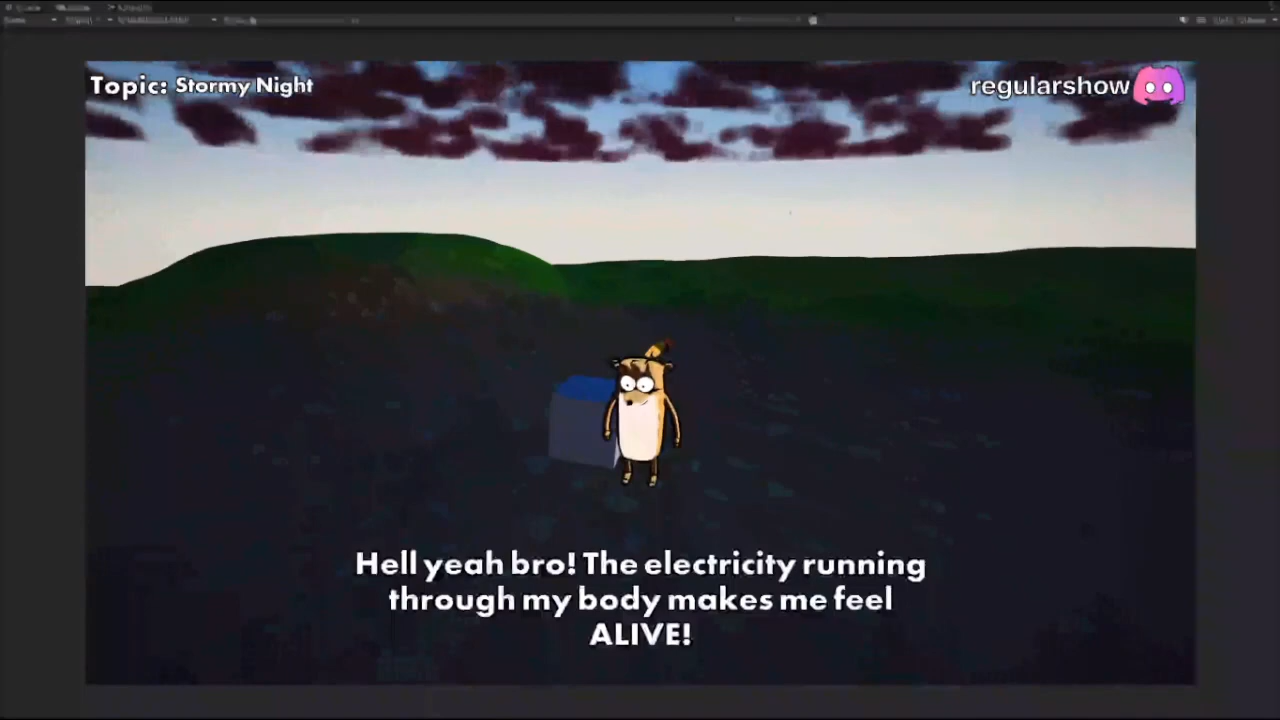 Topic: Stormy Night
regularshow
Hell yeah bro! The electricity running
through my body makes me feel
ALIVE!